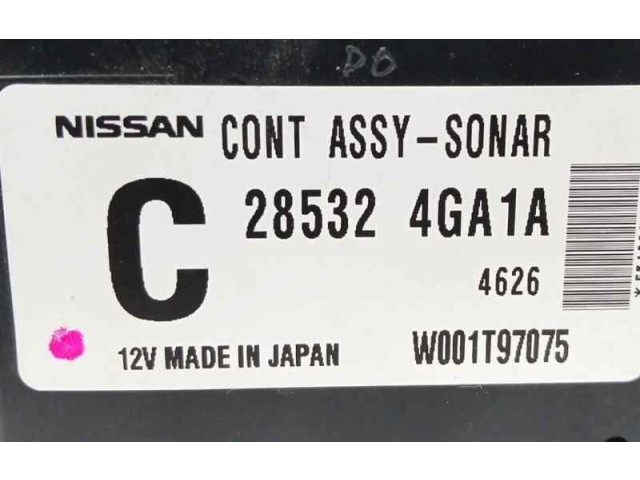 DO
NISSAN CONT ASSY-SONAR
C 28532 4GA1A
4626
12V MADE IN JAPAN W001T97075